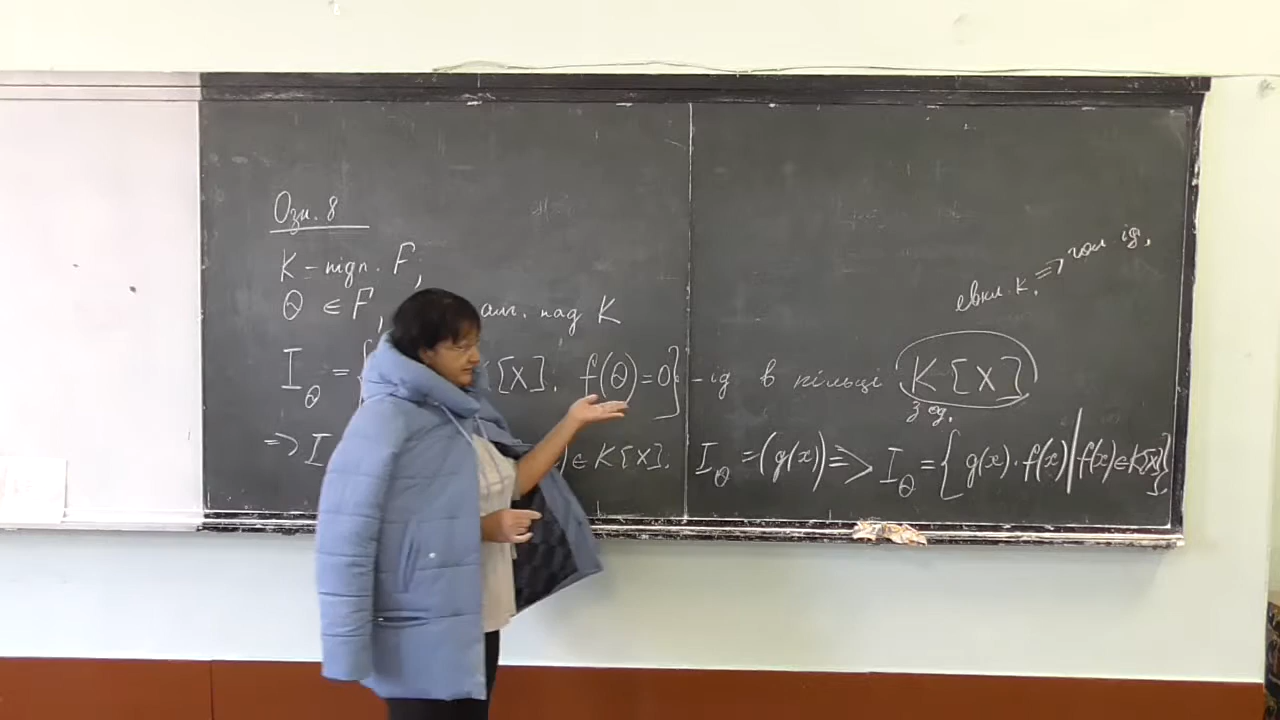 Озн. 8
K – підп. F,
Θ ∈ F, алг. над K
I_Θ = { [X], f(Θ)=0} – ід в кільці K[X]
з од.
евкл. к. => гол ід.
=> I ∈ K[X]. I_Θ = (g(x)) => I_Θ = {g(x)·f(x) | f(x) ∈ K[X]}